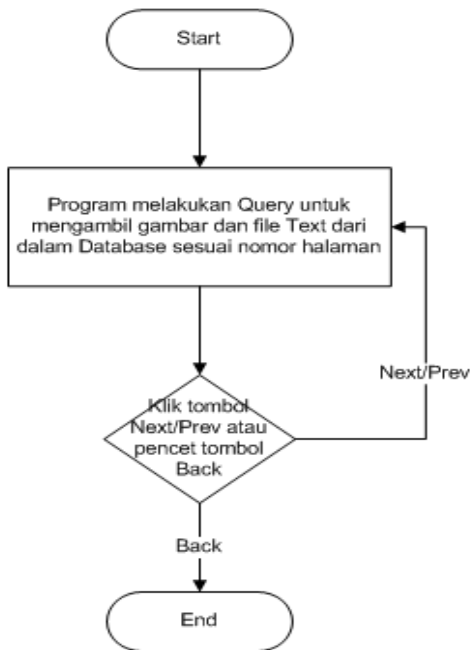 Start
Program melakukan Query untuk
mengambil gambar dan file Text dari
dalam Database sesuai nomor halaman
Next/Prev
Klik tombol
Next/Prev atau
pencet tombol
Back
Back
End